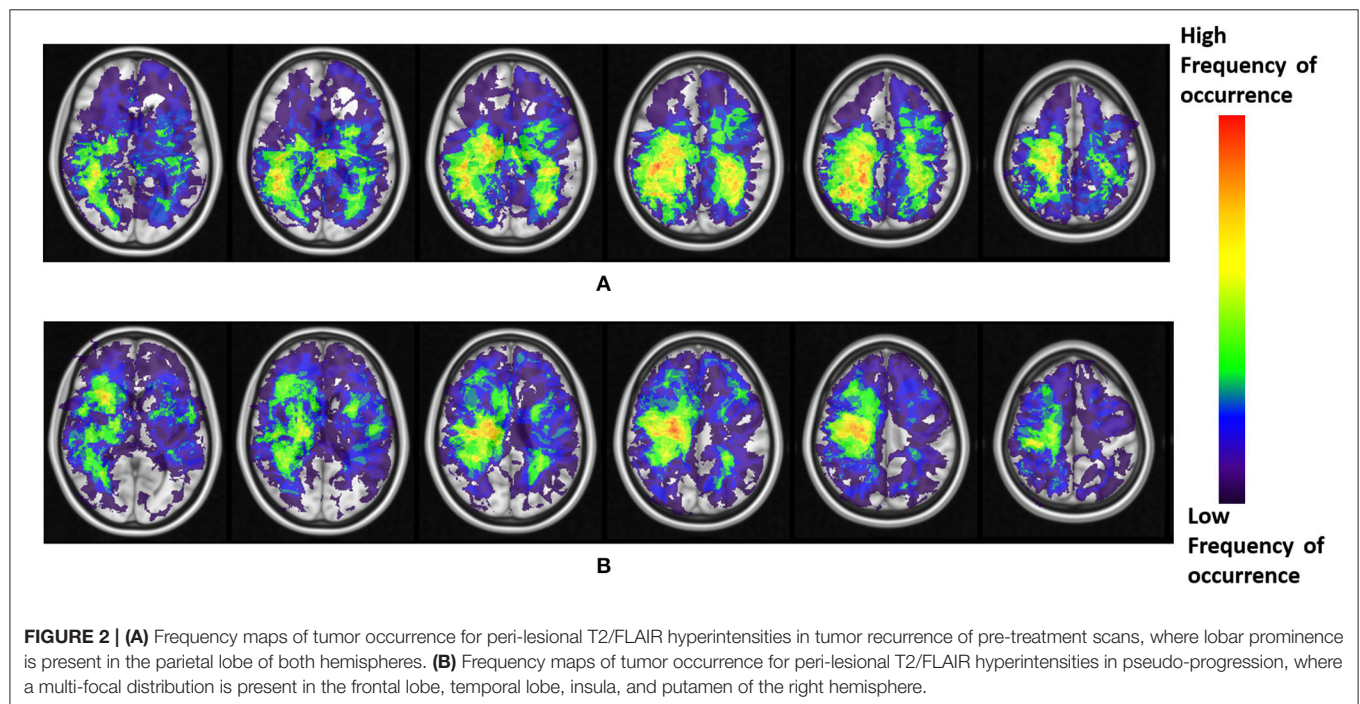 High
Frequency of
occurrence
A
Low
Frequency of
occurrence
B
FIGURE 2 | (A) Frequency maps of tumor occurrence for peri-lesional T2/FLAIR hyperintensities in tumor recurrence of pre-treatment scans, where lobar prominence
is present in the parietal lobe of both hemispheres. (B) Frequency maps of tumor occurrence for peri-lesional T2/FLAIR hyperintensities in pseudo-progression, where
a multi-focal distribution is present in the frontal lobe, temporal lobe, insula, and putamen of the right hemisphere.